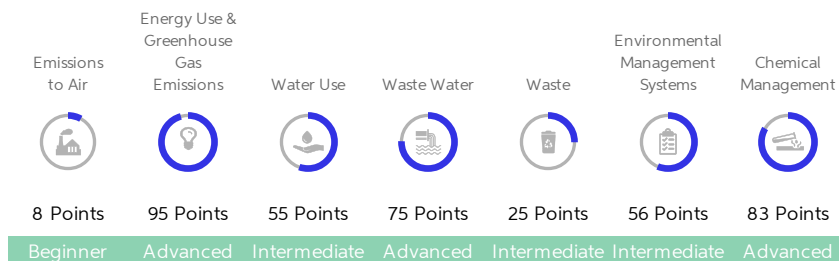 Emissions
to Air
Energy Use &
Greenhouse
Gas
Emissions
Water Use
Waste Water
Waste
Environmental
Management
Systems
Chemical
Management
8 Points
95 Points
55 Points
75 Points
25 Points
56 Points
83 Points
Beginner
Advanced
Intermediate
Advanced
Intermediate
Intermediate
Advanced